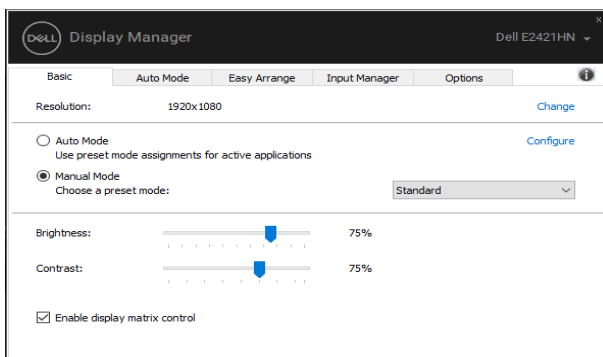 DELL Display Manager
Dell E2421HN
Basic Auto Mode Easy Arrange Input Manager Options
Resolution: 1920x1080 Change
Auto Mode Configure
Use preset mode assignments for active applications
Manual Mode
Choose a preset mode: Standard
Brightness: 75%
Contrast: 75%
Enable display matrix control